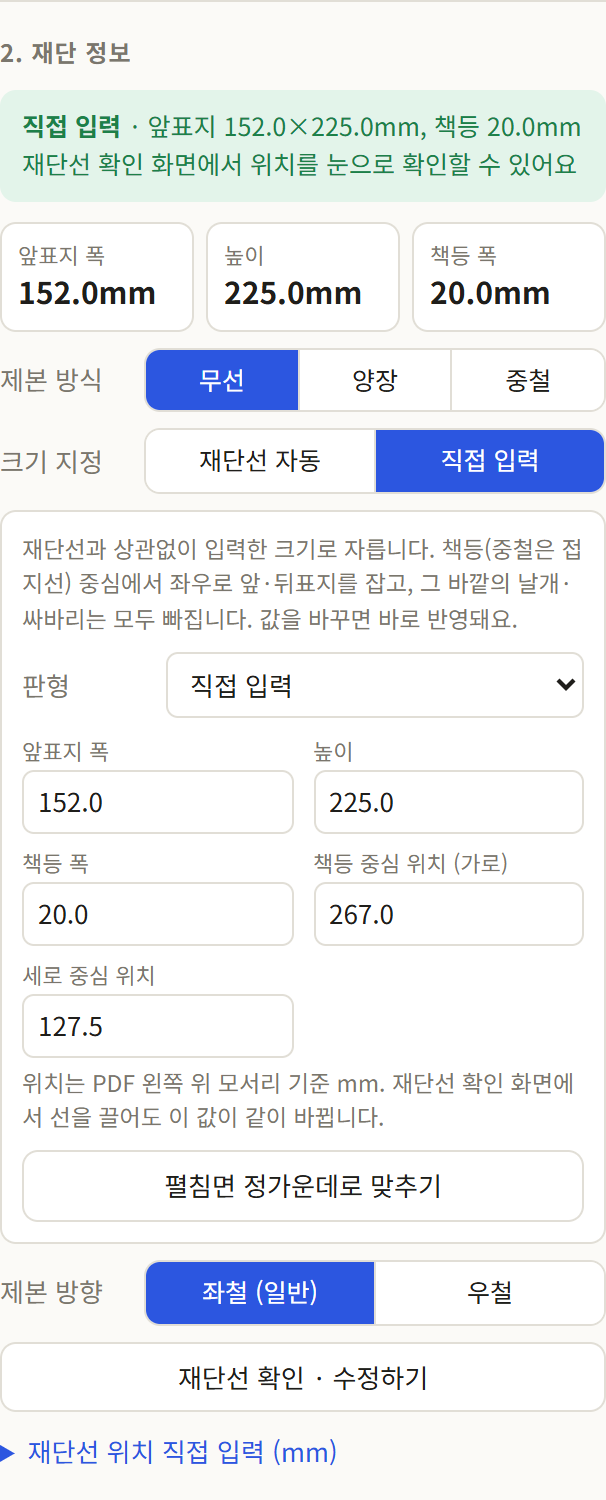 2. 재단 정보
직접 입력 · 앞표지 152.0×225.0mm, 책등 20.0mm
재단선 확인 화면에서 위치를 눈으로 확인할 수 있어요
앞표지 폭
152.0mm
높이
225.0mm
책등 폭
20.0mm
제본 방식
무선
양장
중철
크기 지정
재단선 자동
직접 입력
재단선과 상관없이 입력한 크기로 자릅니다. 책등(중철은 접
지선) 중심에서 좌우로 앞·뒤표지를 잡고, 그 바깥의 날개·
싸바리는 모두 빠집니다. 값을 바꾸면 바로 반영돼요.
판형
직접 입력
앞표지 폭
152.0
높이
225.0
책등 폭
20.0
책등 중심 위치 (가로)
267.0
세로 중심 위치
127.5
위치는 PDF 왼쪽 위 모서리 기준 mm. 재단선 확인 화면에
서 선을 끌어도 이 값이 같이 바뀝니다.
펼침면 정가운데로 맞추기
제본 방향
좌철 (일반)
우철
재단선 확인 · 수정하기
▶ 재단선 위치 직접 입력 (mm)